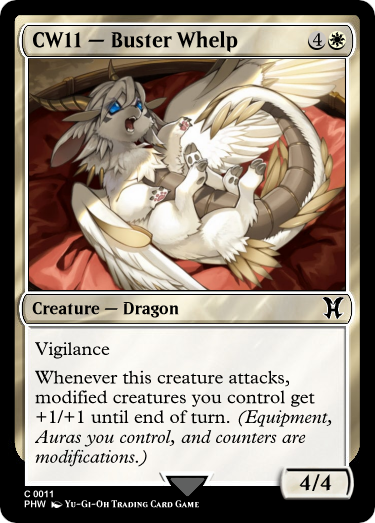 CW11 — Buster Whelp 4
Creature — Dragon
Vigilance
Whenever this creature attacks,
modified creatures you control get
+1/+1 until end of turn. (Equipment,
Auras you control, and counters are
modifications.)
4/4
C 0011
PHW Yu-Gi-Oh Trading Card Game